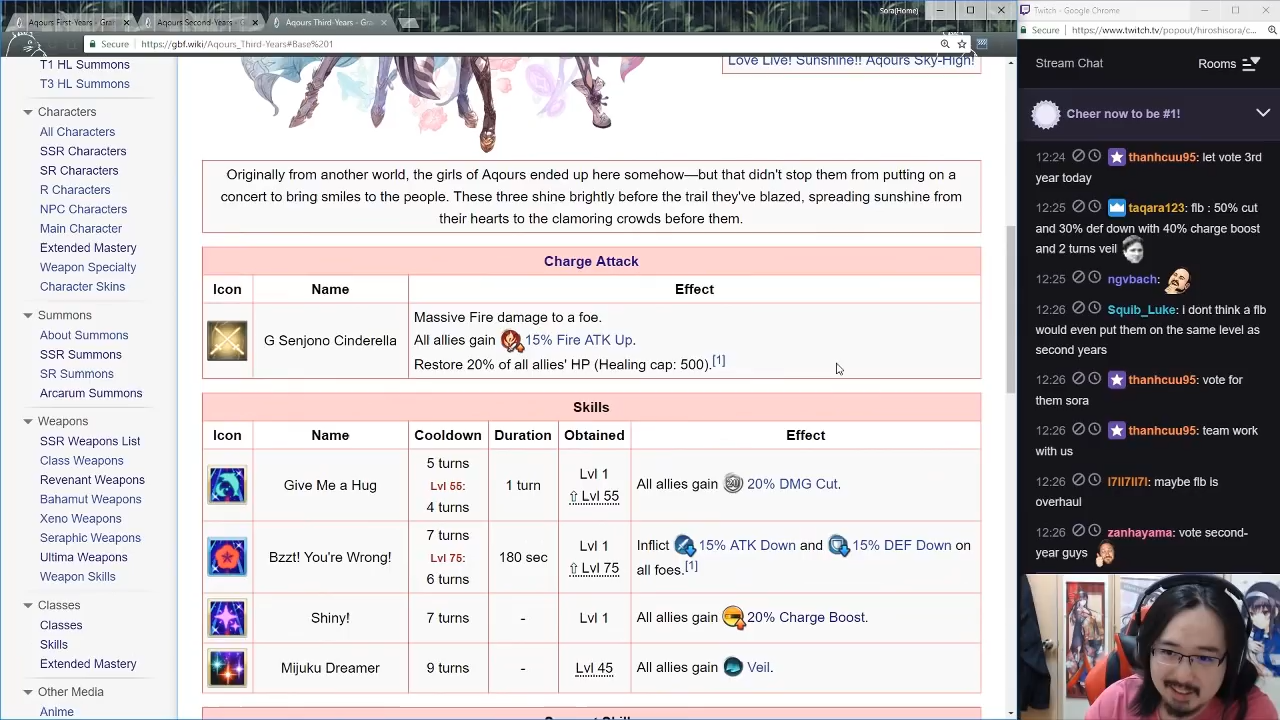 Aqours First-Years - Gra
Aqours Second-Years - G
Aqours Third-Years - Gra
Sora(Home)
Secure
https://gbf.wiki/Aqours_Third-Years#Base%201
T1 HL Summons
T3 HL Summons
Characters
All Characters
SSR Characters
SR Characters
R Characters
NPC Characters
Main Character
Extended Mastery
Weapon Specialty
Character Skins
Summons
About Summons
SSR Summons
SR Summons
Arcarum Summons
Weapons
SSR Weapons List
Class Weapons
Revenant Weapons
Bahamut Weapons
Xeno Weapons
Seraphic Weapons
Ultima Weapons
Weapon Skills
Classes
Classes
Skills
Extended Mastery
Other Media
Anime
Love Live! Sunshine!! Aqours Sky-High!
Originally from another world, the girls of Aqours ended up here somehow—but that didn't stop them from putting on a
concert to bring smiles to the people. These three shine brightly before the trail they've blazed, spreading sunshine from
their hearts to the clamoring crowds before them.
Charge Attack
Icon Name Effect
G Senjono Cinderella
Massive Fire damage to a foe.
All allies gain 15% Fire ATK Up.
Restore 20% of all allies' HP (Healing cap: 500).[1]
Skills
Icon Name Cooldown Duration Obtained Effect
Give Me a Hug
5 turns
Lvl 55:
4 turns
1 turn
Lvl 1
⇧ Lvl 55
All allies gain 20% DMG Cut.
Bzzt! You're Wrong!
7 turns
Lvl 75:
6 turns
180 sec
Lvl 1
⇧ Lvl 75
Inflict 15% ATK Down and 15% DEF Down on
all foes.[1]
Shiny! 7 turns - Lvl 1 All allies gain 20% Charge Boost.
Mijuku Dreamer 9 turns - Lvl 45 All allies gain Veil.
Twitch - Google Chrome
Secure
https://www.twitch.tv/popout/hiroshisora/c...
Stream Chat
Rooms
Cheer now to be #1!
12:24 thanhcuu95: let vote 3rd
year today
12:25 taqara123: flb : 50% cut
and 30% def down with 40% charge boost
and 2 turns veil
12:25 ngvbach:
12:26 Squib_Luke: i dont think a flb
would even put them on the same level as
second years
12:26 thanhcuu95: vote for
them sora
12:26 thanhcuu95: team work
with us
12:26 l7ll7ll7l: maybe flb is
overhaul
12:26 zanhayama: vote second-
year guys